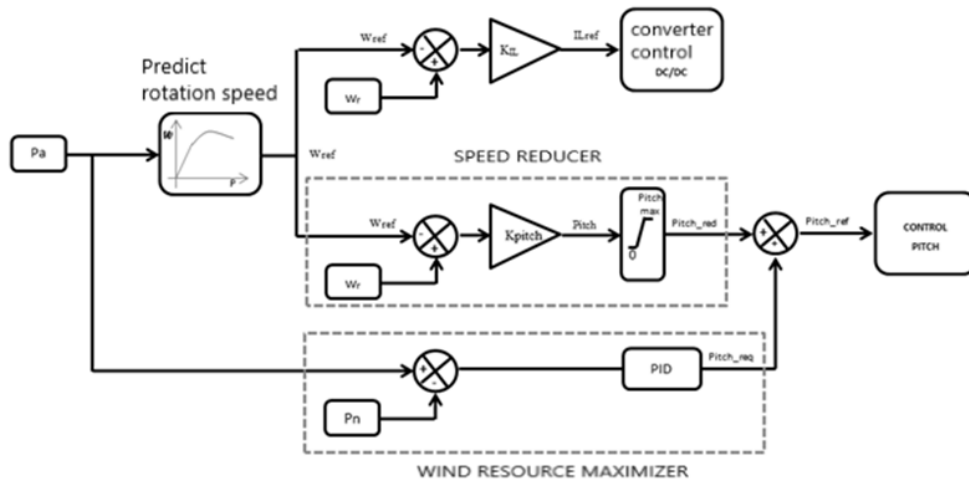 Wref
-
+
Wr
KIL
ILref
converter
control
DC/DC
Predict
rotation speed
Pa
W
P
Wref
SPEED REDUCER
Wref
-
+
Wr
Kpitch
Pitch
Pitch
max
0
Pitch_red
+
Pitch_ref
CONTROL
PITCH
+
-
Pn
PID
Pitch_req
WIND RESOURCE MAXIMIZER